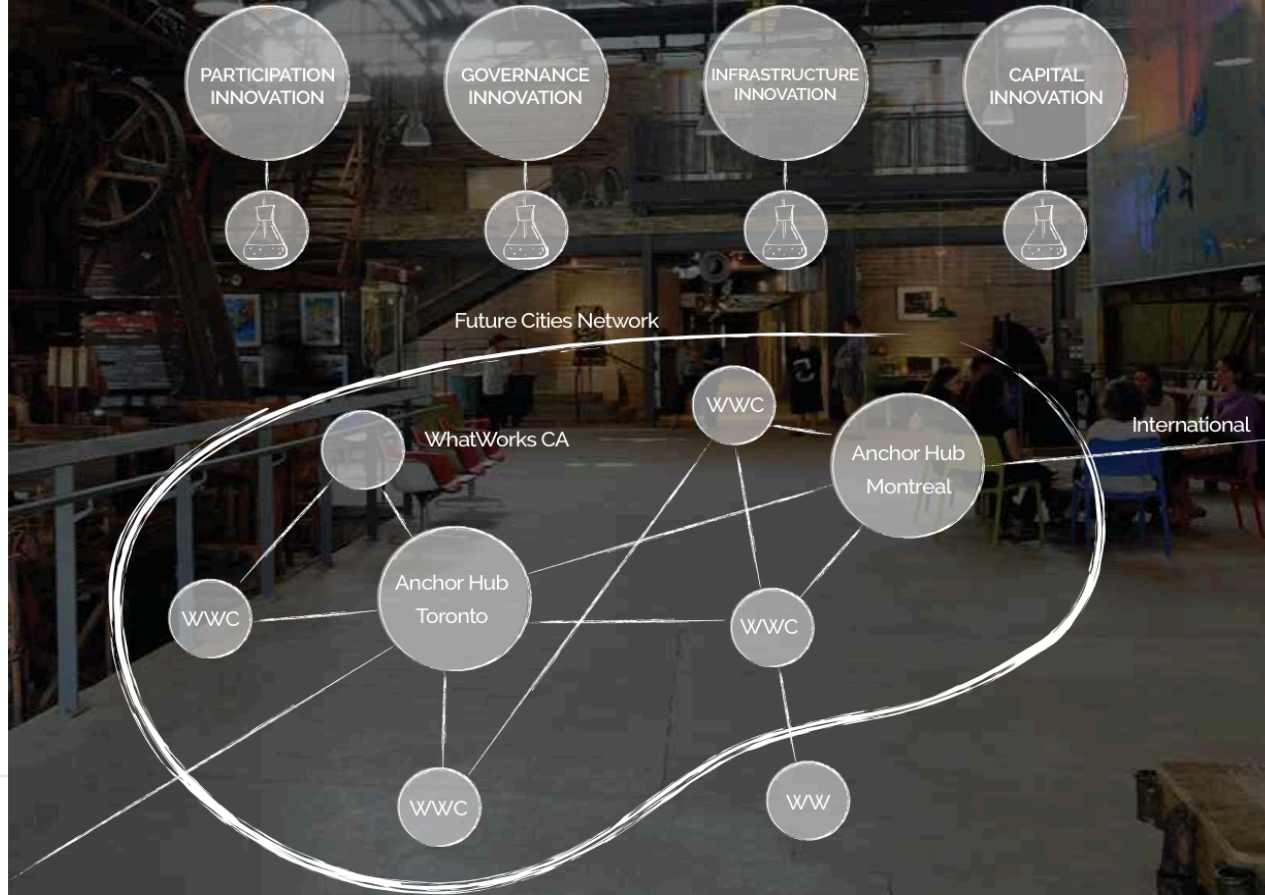 PARTICIPATION
INNOVATION
GOVERNANCE
INNOVATION
INFRASTRUCTURE
INNOVATION
CAPITAL
INNOVATION
Future Cities Network
WhatWorks CA
WWC
Anchor Hub
Montreal
International
Anchor Hub
Toronto
WWC
WWC
WWC
WW